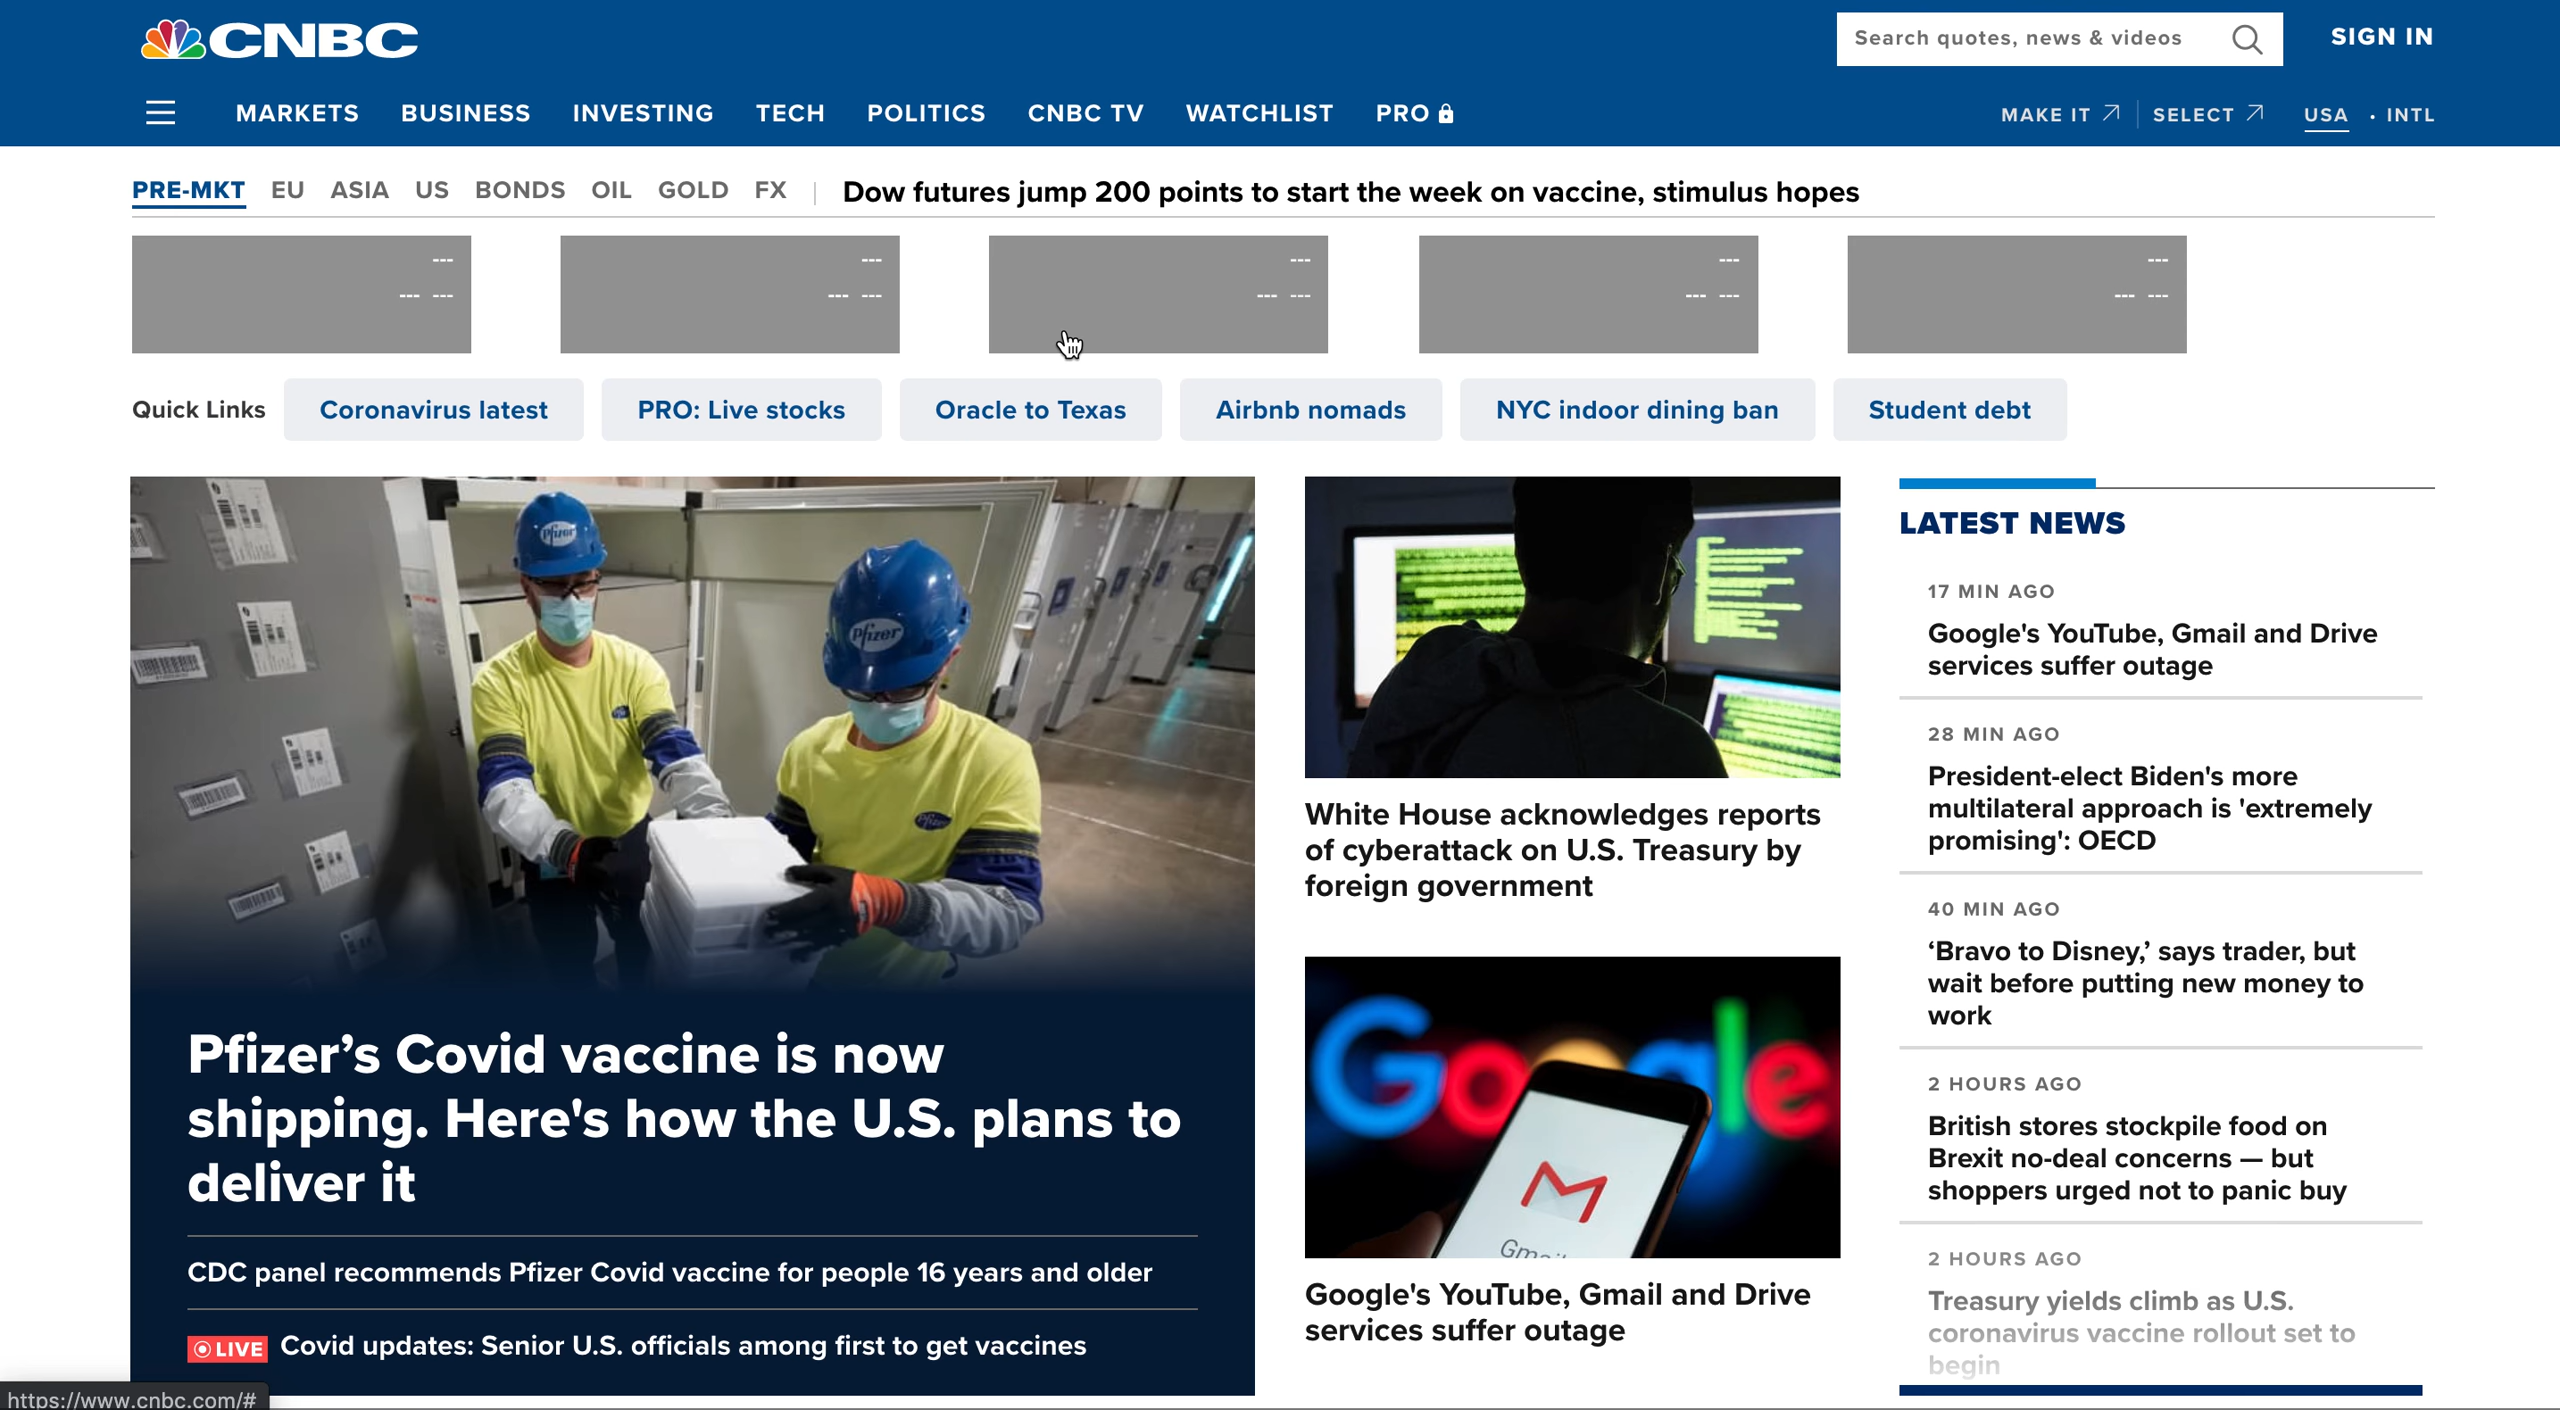 CNBC
Search quotes, news & videos
SIGN IN
MARKETS BUSINESS INVESTING TECH POLITICS CNBC TV WATCHLIST PRO
MAKE IT SELECT USA • INTL
PRE-MKT EU ASIA US BONDS OIL GOLD FX | Dow futures jump 200 points to start the week on vaccine, stimulus hopes
--- --- --- --- ---
--- --- --- --- --- --- --- --- --- ---
Quick Links Coronavirus latest PRO: Live stocks Oracle to Texas Airbnb nomads NYC indoor dining ban Student debt
Pfizer
Pfizer
Pfizer’s Covid vaccine is now
shipping. Here's how the U.S. plans to
deliver it
CDC panel recommends Pfizer Covid vaccine for people 16 years and older
LIVE Covid updates: Senior U.S. officials among first to get vaccines
White House acknowledges reports
of cyberattack on U.S. Treasury by
foreign government
Google
Gmail
Google's YouTube, Gmail and Drive
services suffer outage
LATEST NEWS
17 MIN AGO
Google's YouTube, Gmail and Drive
services suffer outage
28 MIN AGO
President-elect Biden's more
multilateral approach is 'extremely
promising': OECD
40 MIN AGO
‘Bravo to Disney,’ says trader, but
wait before putting new money to
work
2 HOURS AGO
British stores stockpile food on
Brexit no-deal concerns — but
shoppers urged not to panic buy
2 HOURS AGO
Treasury yields climb as U.S.
coronavirus vaccine rollout set to
begin
https://www.cnbc.com/#